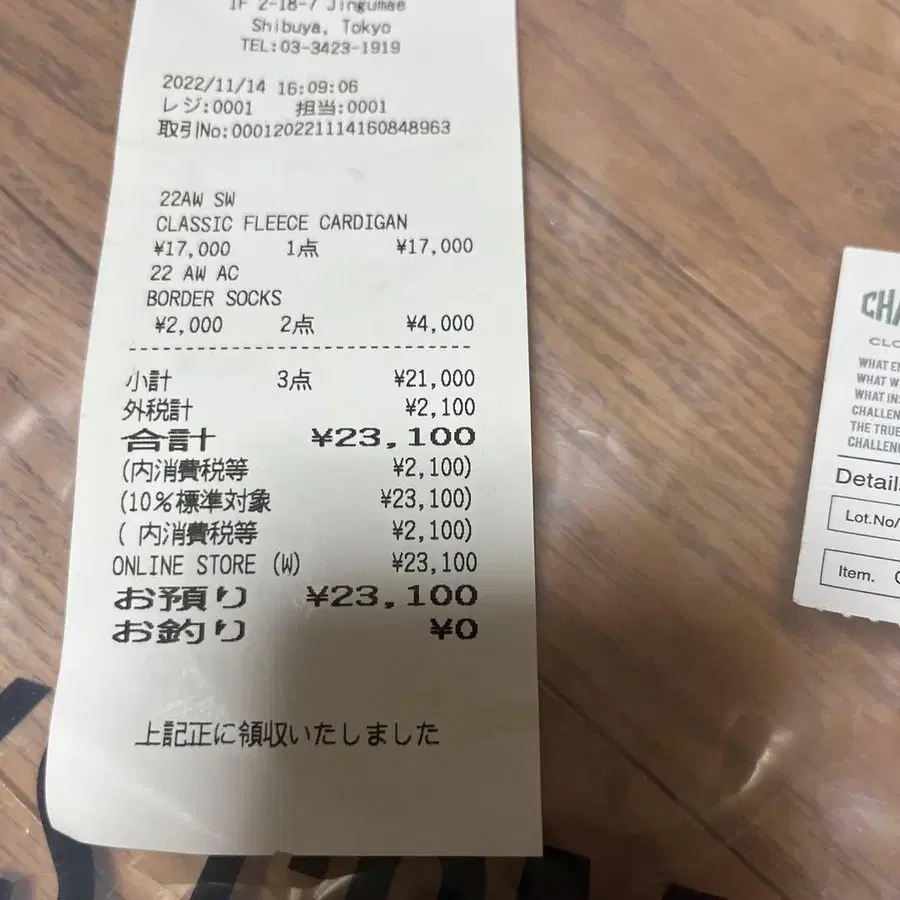 1F 2-18-7 Jingumae
Shibuya, Tokyo
TEL:03-3423-1919
2022/11/14 16:09:06
レジ:0001 担当:0001
取引No:00012022111416084​8963
22AW SW
CLASSIC FLEECE CARDIGAN
¥17,000 1点 ¥17,000
22 AW AC
BORDER SOCKS
¥2,000 2点 ¥4,000
小計 3点 ¥21,000
外税計 ¥2,100
合計 ¥23,100
(内消費税等 ¥2,100)
(10%標準対象 ¥23,100)
( 内消費税等 ¥2,100)
ONLINE STORE (W) ¥23,100
お預り ¥23,100
お釣り ¥0
上記正に領収いたしました
CHA
CLO
WHAT EN
WHAT W
WHAT INS
CHALLEN
THE TRUE
CHALLENG
Details
Lot.No/
Item.